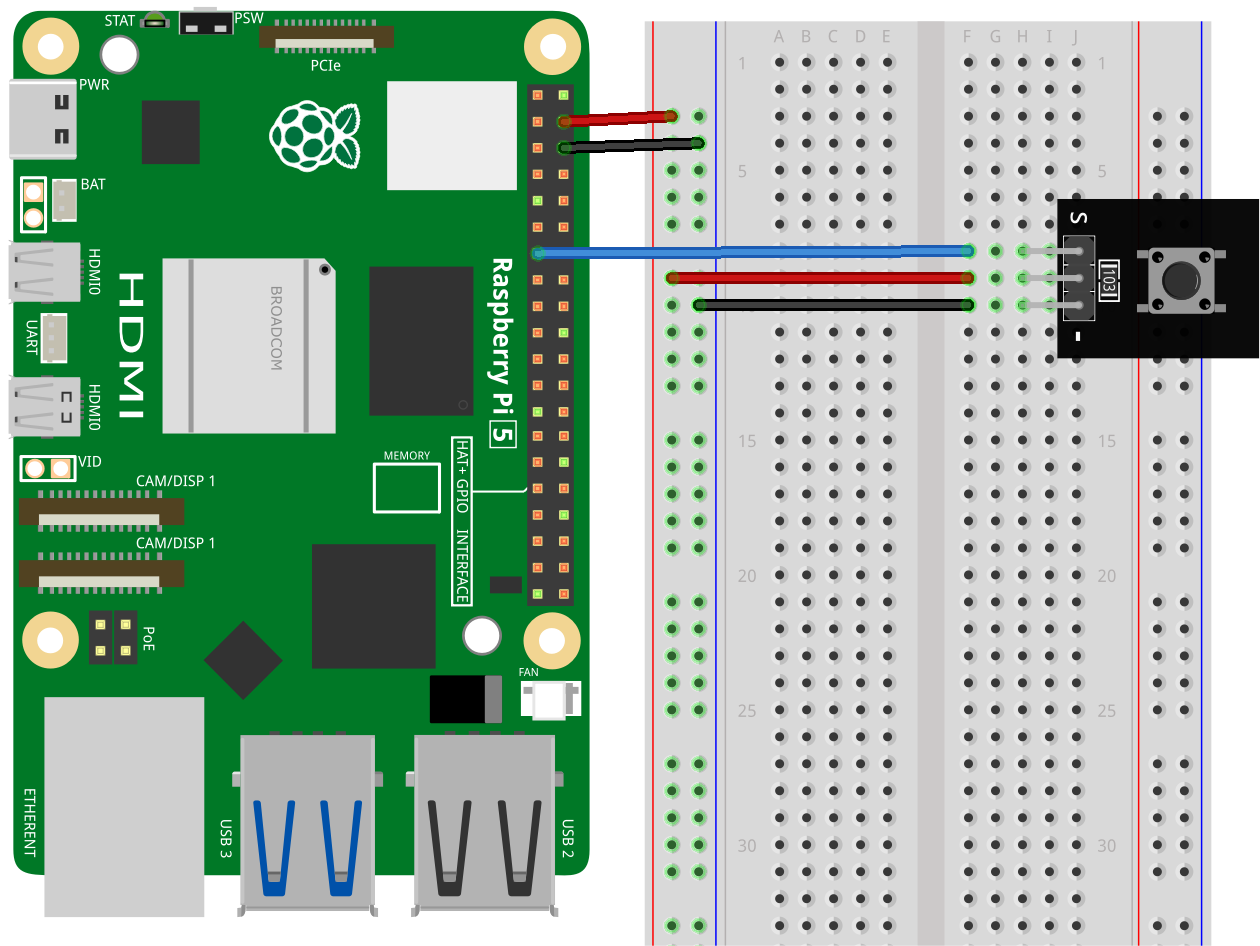 STAT
PSW
PCIe
PWR
BAT
HDMI0
HDMI
UART
HDMI0
BROADCOM
Raspberry Pi 5
VID
MEMORY
HAT+ GPIO INTERFACE
CAM/DISP 1
CAM/DISP 1
PoE
FAN
ETHERENT
USB 3
USB 2
A B C D E F G H I J
1 1
5 5
15 15
20 20
25 25
30 30
S
103
-